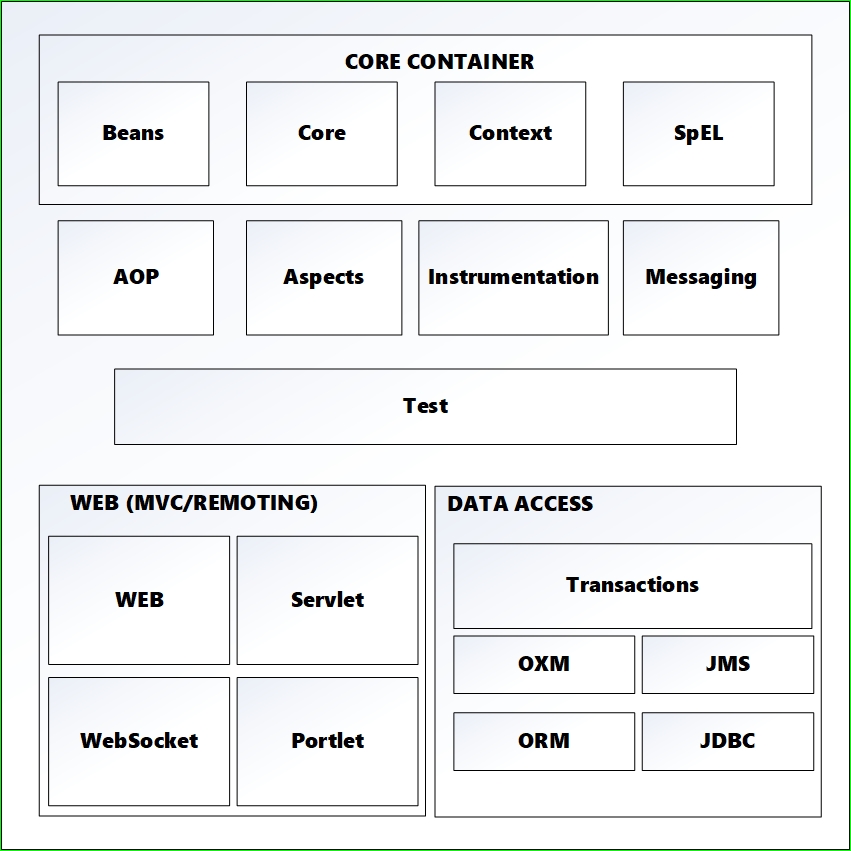 CORE CONTAINER
Beans
Core
Context
SpEL
AOP
Aspects
Instrumentation
Messaging
Test
WEB (MVC/REMOTING)
WEB
Servlet
WebSocket
Portlet
DATA ACCESS
Transactions
OXM
JMS
ORM
JDBC